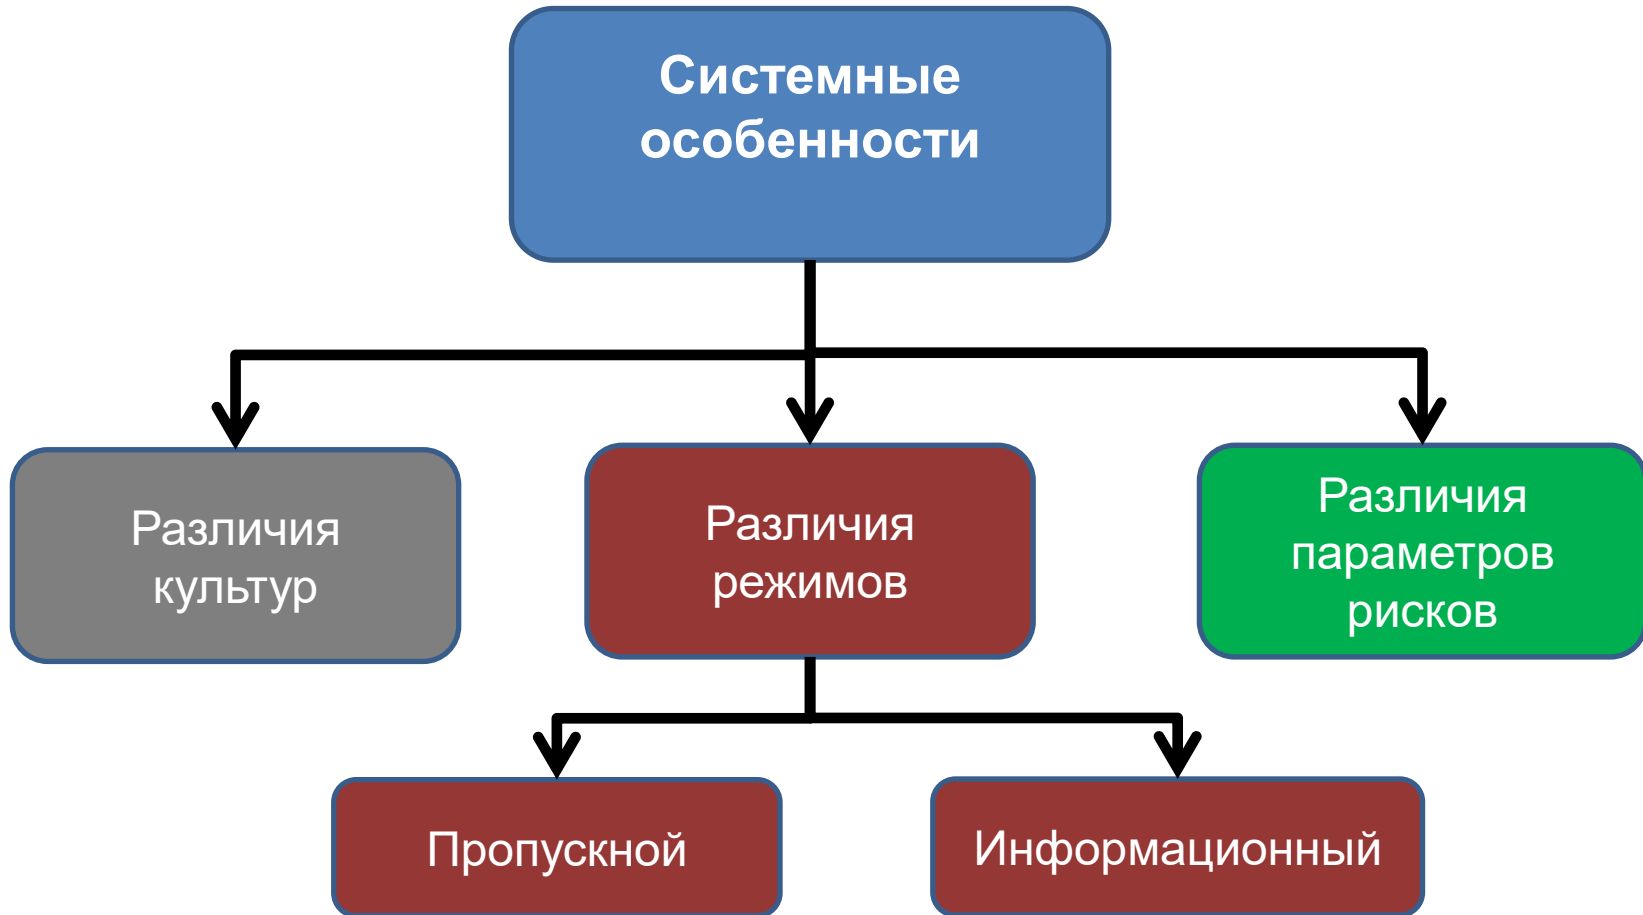 Системные
особенности
Различия
культур
Различия
режимов
Различия
параметров
рисков
Пропускной
Информационный